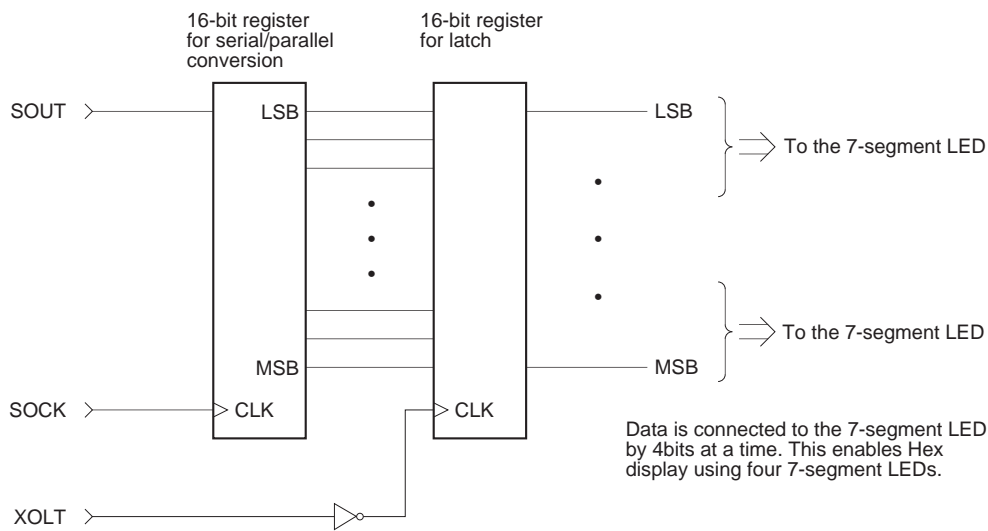 16-bit register
for serial/parallel
conversion
16-bit register
for latch
SOUT
LSB
LSB
To the 7-segment LED
To the 7-segment LED
MSB
MSB
SOCK
CLK
CLK
Data is connected to the 7-segment LED
by 4bits at a time. This enables Hex
display using four 7-segment LEDs.
XOLT